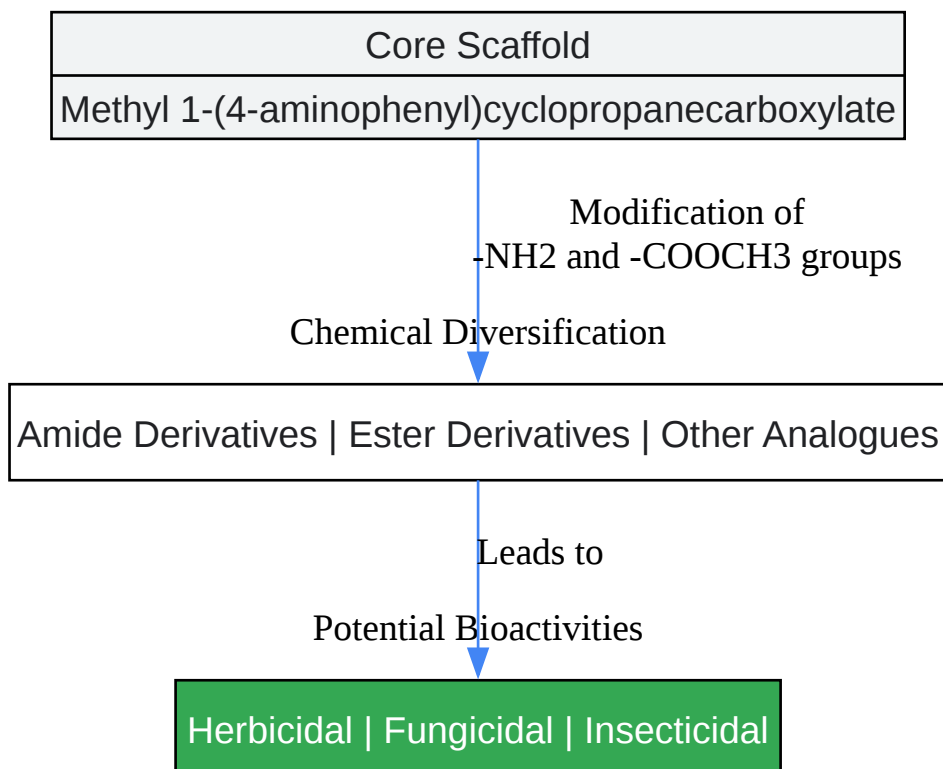 Core Scaffold
Methyl 1-(4-aminophenyl)cyclopropanecarboxylate
Modification of
-NH2 and -COOCH3 groups
Chemical Diversification
Amide Derivatives | Ester Derivatives | Other Analogues
Leads to
Potential Bioactivities
Herbicidal | Fungicidal | Insecticidal